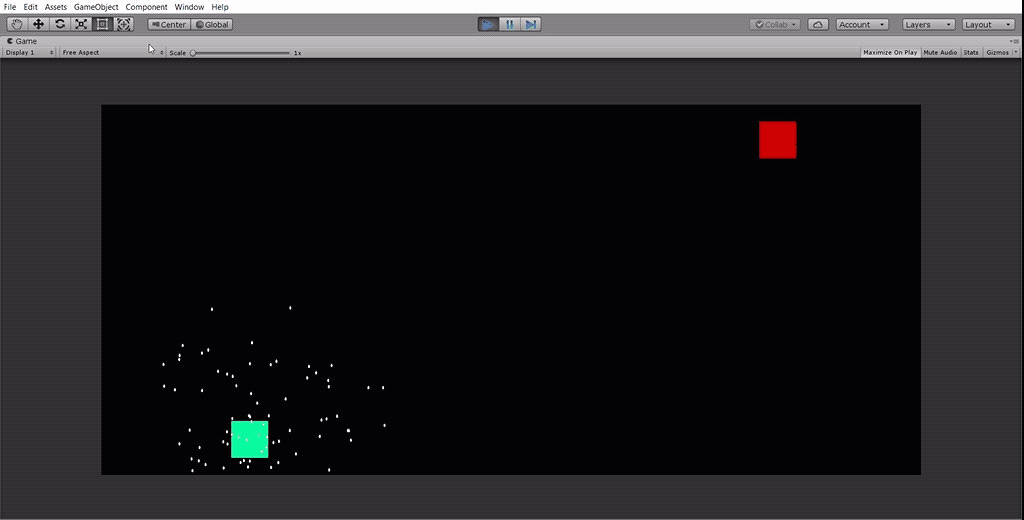 File Edit Assets GameObject Component Window Help
Center Global Collab Account Layers Layout
Game
Display 1 Free Aspect Scale 1x Maximize On Play Mute Audio Stats Gizmos